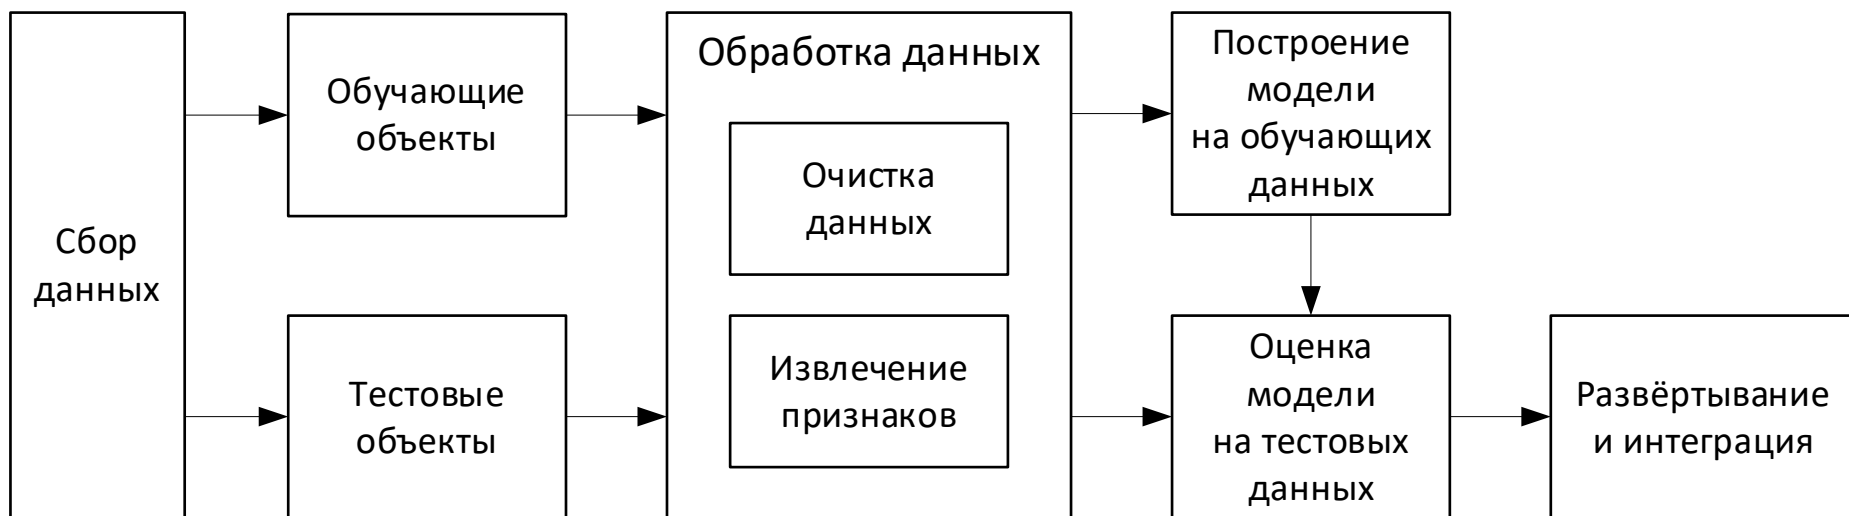 Сбор
данных
Обучающие
объекты
Тестовые
объекты
Обработка данных
Очистка
данных
Извлечение
признаков
Построение
модели
на обучающих
данных
Оценка
модели
на тестовых
данных
Развёртывание
и интеграция